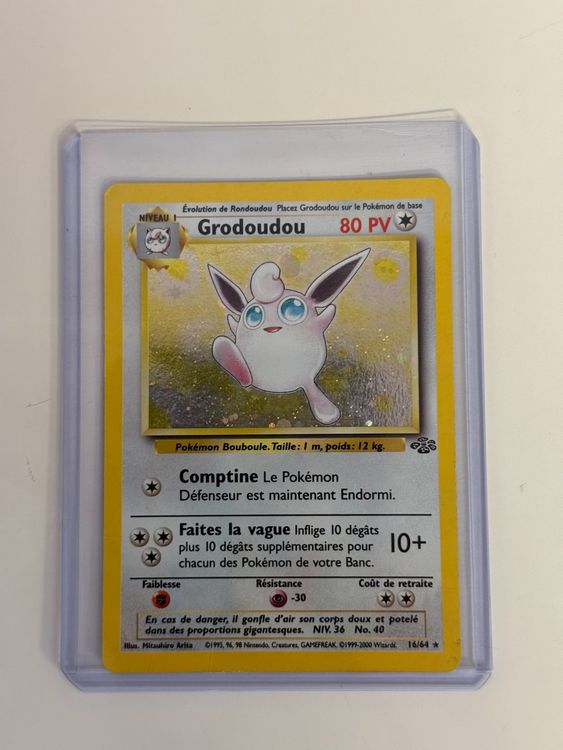 Évolution de Rondoudou Placez Grodoudou sur le Pokémon de base
NIVEAU 1
Grodoudou 80 PV
Pokémon Bouboule. Taille: 1 m, poids: 12 kg.
Comptine Le Pokémon
Défenseur est maintenant Endormi.
Faites la vague Inflige 10 dégâts
plus 10 dégâts supplémentaires pour
chacun des Pokémon de votre Banc.
10+
Faiblesse Résistance Coût de retraite
-30
En cas de danger, il gonfle d'air son corps doux et potelé
dans des proportions gigantesques. NIV. 36 No. 40
Illus. Mitsuhiro Arita ©1995, 96, 98 Nintendo, Creatures, GAMEFREAK. ©1999-2000 Wizards. 16/64 ★